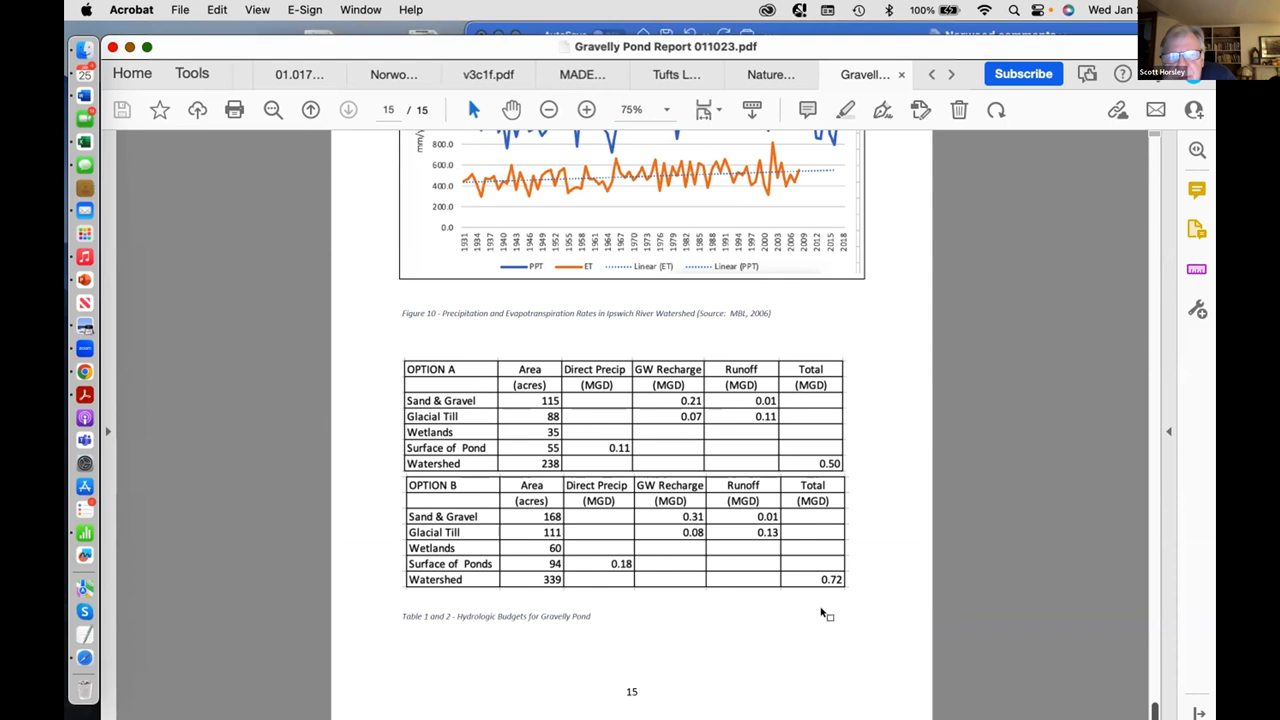 Acrobat File Edit View E-Sign Window Help 100% Wed Jan
Gravelly Pond Report 011023.pdf
Home Tools 01.017... Norwo... v3c1f.pdf MADE... Tufts L... Nature... Gravell... × Subscribe
15 / 15 75%
Scott Horsley
25
mm/
800.0
600.0
400.0
200.0
0.0
1931 1934 1937 1940 1943 1946 1949 1952 1955 1958 1961 1964 1967 1970 1973 1976 1979 1982 1985 1988 1991 1994 1997 2000 2003 2006 2009 2012 2015 2018
PPT ET Linear (ET) Linear (PPT)
Figure 10 - Precipitation and Evapotranspiration Rates in Ipswich River Watershed (Source: MBL, 2006)
OPTION A Area Direct Precip GW Recharge Runoff Total
(acres) (MGD) (MGD) (MGD) (MGD)
Sand & Gravel 115 0.21 0.01
Glacial Till 88 0.07 0.11
Wetlands 35
Surface of Pond 55 0.11
Watershed 238 0.50
OPTION B Area Direct Precip GW Recharge Runoff Total
(acres) (MGD) (MGD) (MGD) (MGD)
Sand & Gravel 168 0.31 0.01
Glacial Till 111 0.08 0.13
Wetlands 60
Surface of Ponds 94 0.18
Watershed 339 0.72
Table 1 and 2 - Hydrologic Budgets for Gravelly Pond
15